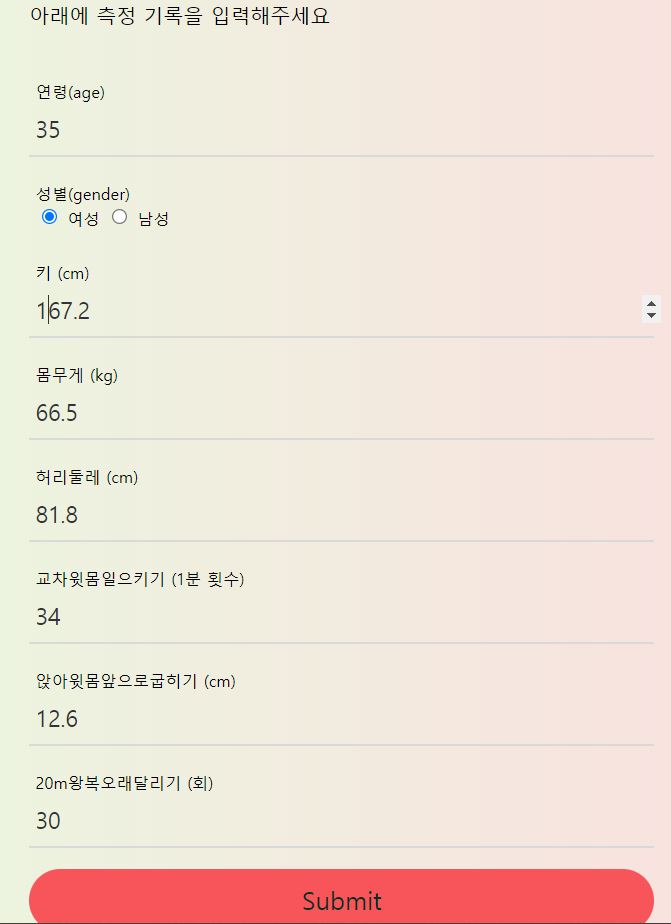 아래에 측정 기록을 입력해주세요
연령(age)
35
성별(gender)
여성 남성
키 (cm)
167.2
몸무게 (kg)
66.5
허리둘레 (cm)
81.8
교차윗몸일으키기 (1분 횟수)
34
앉아윗몸앞으로굽히기 (cm)
12.6
20m왕복오래달리기 (회)
30
Submit